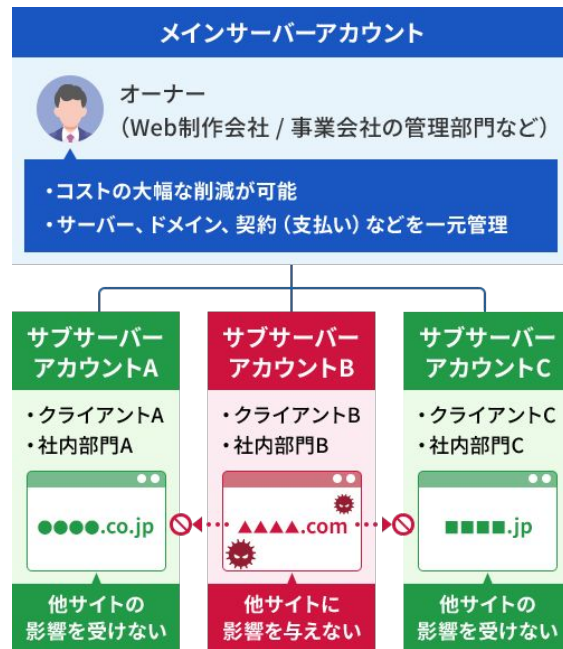 メインサーバーアカウント
オーナー
（Web制作会社 / 事業会社の管理部門など）
・コストの大幅な削減が可能
・サーバー、ドメイン、契約（支払い）などを一元管理
サブサーバー
アカウントA
・クライアントA
・社内部門A
●●●●.co.jp
他サイトの
影響を受けない
サブサーバー
アカウントB
・クライアントB
・社内部門B
▲▲▲▲.com
他サイトに
影響を与えない
サブサーバー
アカウントC
・クライアントC
・社内部門C
■■■■.jp
他サイトの
影響を受けない